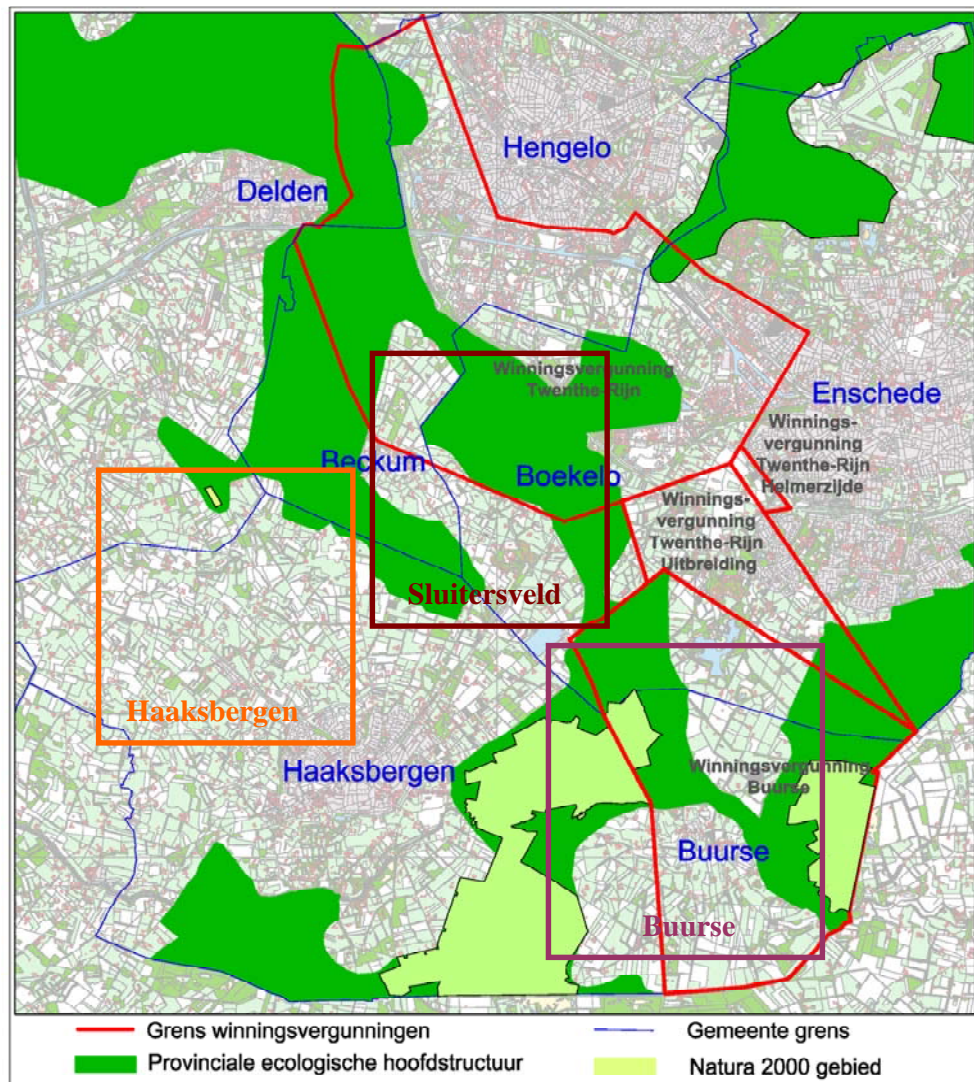 Hengelo
Delden
Winningsvergunning
Twenthe-Rijn
Enschede
Winnings-
vergunning
Twenthe-Rijn
Helmerzijde
Beckum
Boekelo
Winnings-
vergunning
Twenthe-Rijn
Uitbreiding
Sluitersveld
Haaksbergen
Haaksbergen
Winningsvergunning
Buurse
Buurse
Buurse
Grens winningsvergunningen
Gemeente grens
Provinciale ecologische hoofdstructuur
Natura 2000 gebied